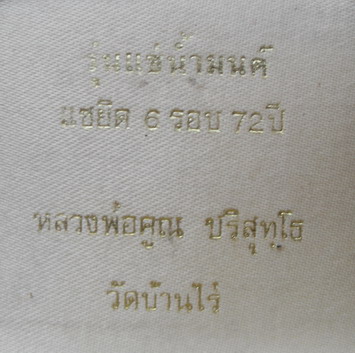 รุ่นแช่น้ำมนต์
แซยิด 6 รอบ 72 ปี
หลวงพ่อคูณ ปริสุทฺโธ
วัดบ้านไร่